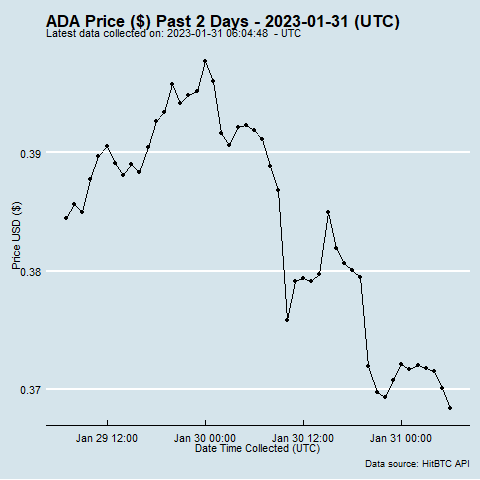 ADA Price ($) Past 2 Days - 2023-01-31 (UTC)
Latest data collected on: 2023-01-31 06:04:48 - UTC
Price USD ($)
0.39
0.38
0.37
Jan 29 12:00 Jan 30 00:00 Jan 30 12:00 Jan 31 00:00
Date Time Collected (UTC)
Data source: HitBTC API